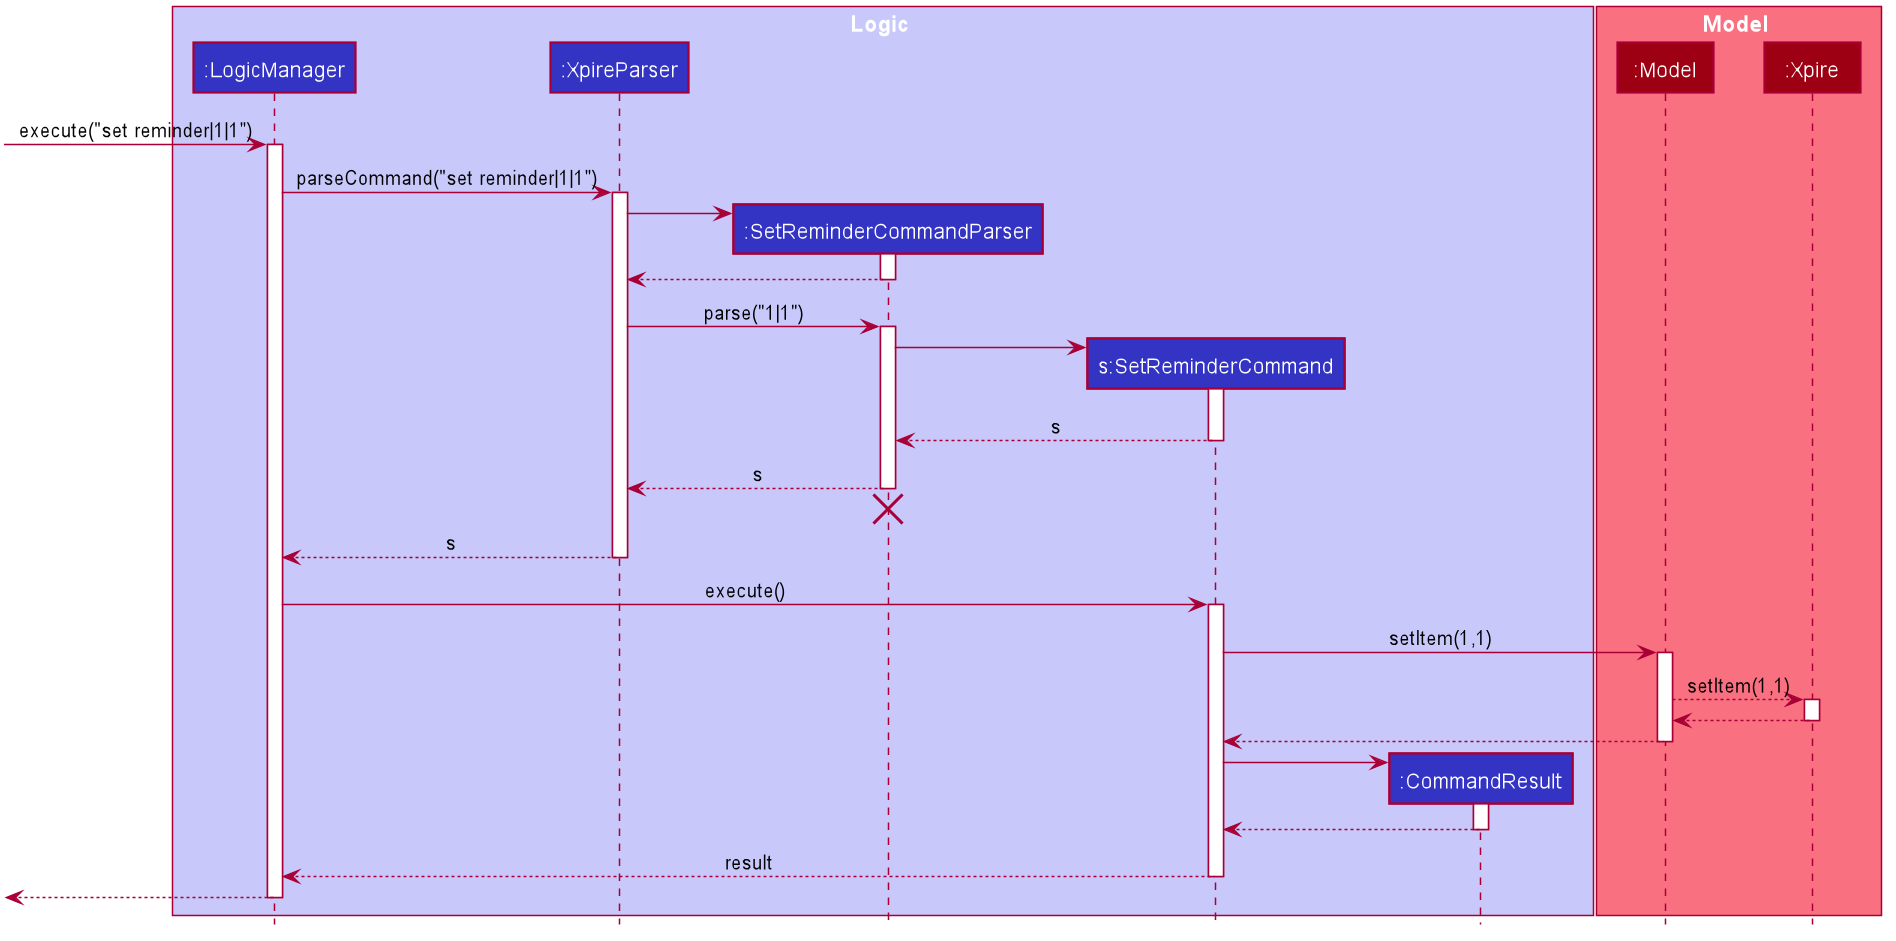 Logic
Model
:LogicManager
:XpireParser
:Model
:Xpire
execute("set reminder|1|1")
parseCommand("set reminder|1|1")
:SetReminderCommandParser
parse("1|1")
s:SetReminderCommand
s
s
s
execute()
setItem(1,1)
setItem(1,1)
:CommandResult
result